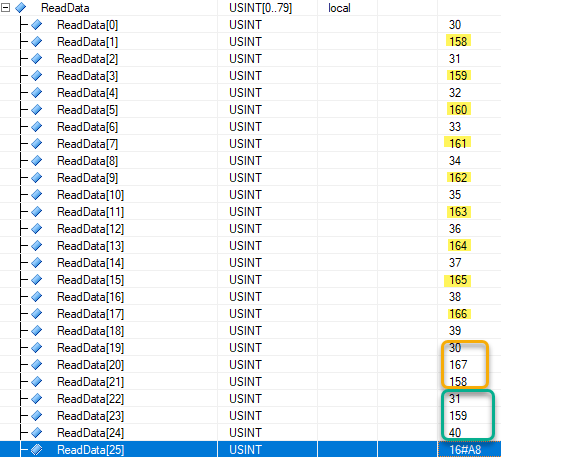 ReadData USINT[0..79] local
ReadData[0] USINT 30
ReadData[1] USINT 158
ReadData[2] USINT 31
ReadData[3] USINT 159
ReadData[4] USINT 32
ReadData[5] USINT 160
ReadData[6] USINT 33
ReadData[7] USINT 161
ReadData[8] USINT 34
ReadData[9] USINT 162
ReadData[10] USINT 35
ReadData[11] USINT 163
ReadData[12] USINT 36
ReadData[13] USINT 164
ReadData[14] USINT 37
ReadData[15] USINT 165
ReadData[16] USINT 38
ReadData[17] USINT 166
ReadData[18] USINT 39
ReadData[19] USINT 30
ReadData[20] USINT 167
ReadData[21] USINT 158
ReadData[22] USINT 31
ReadData[23] USINT 159
ReadData[24] USINT 40
ReadData[25] USINT 16#A8